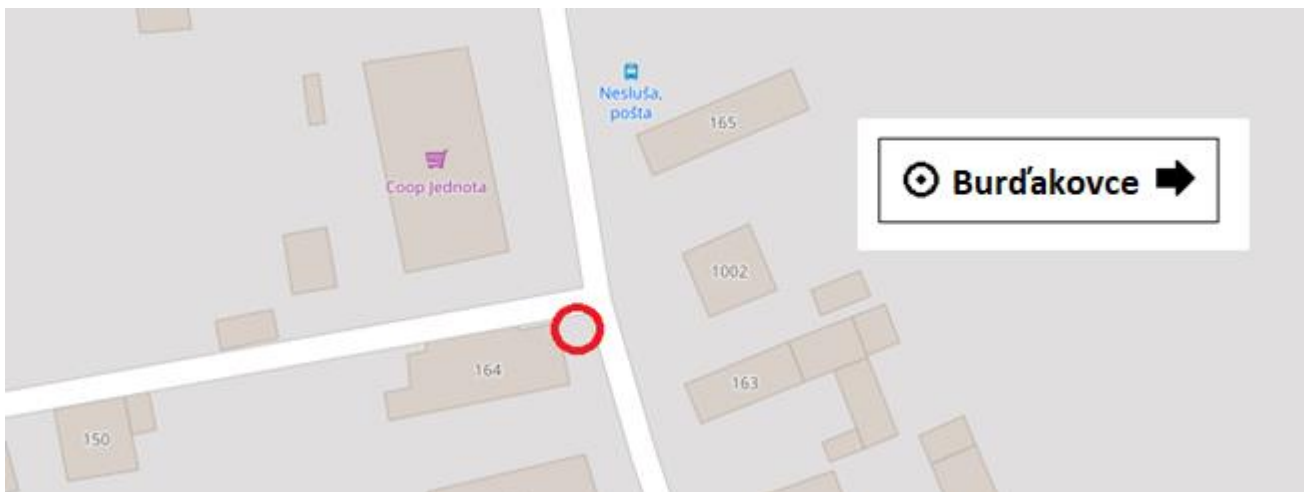 Nesluša,
pošta
165
Coop Jednota
Burďakovce
1002
164
163
150